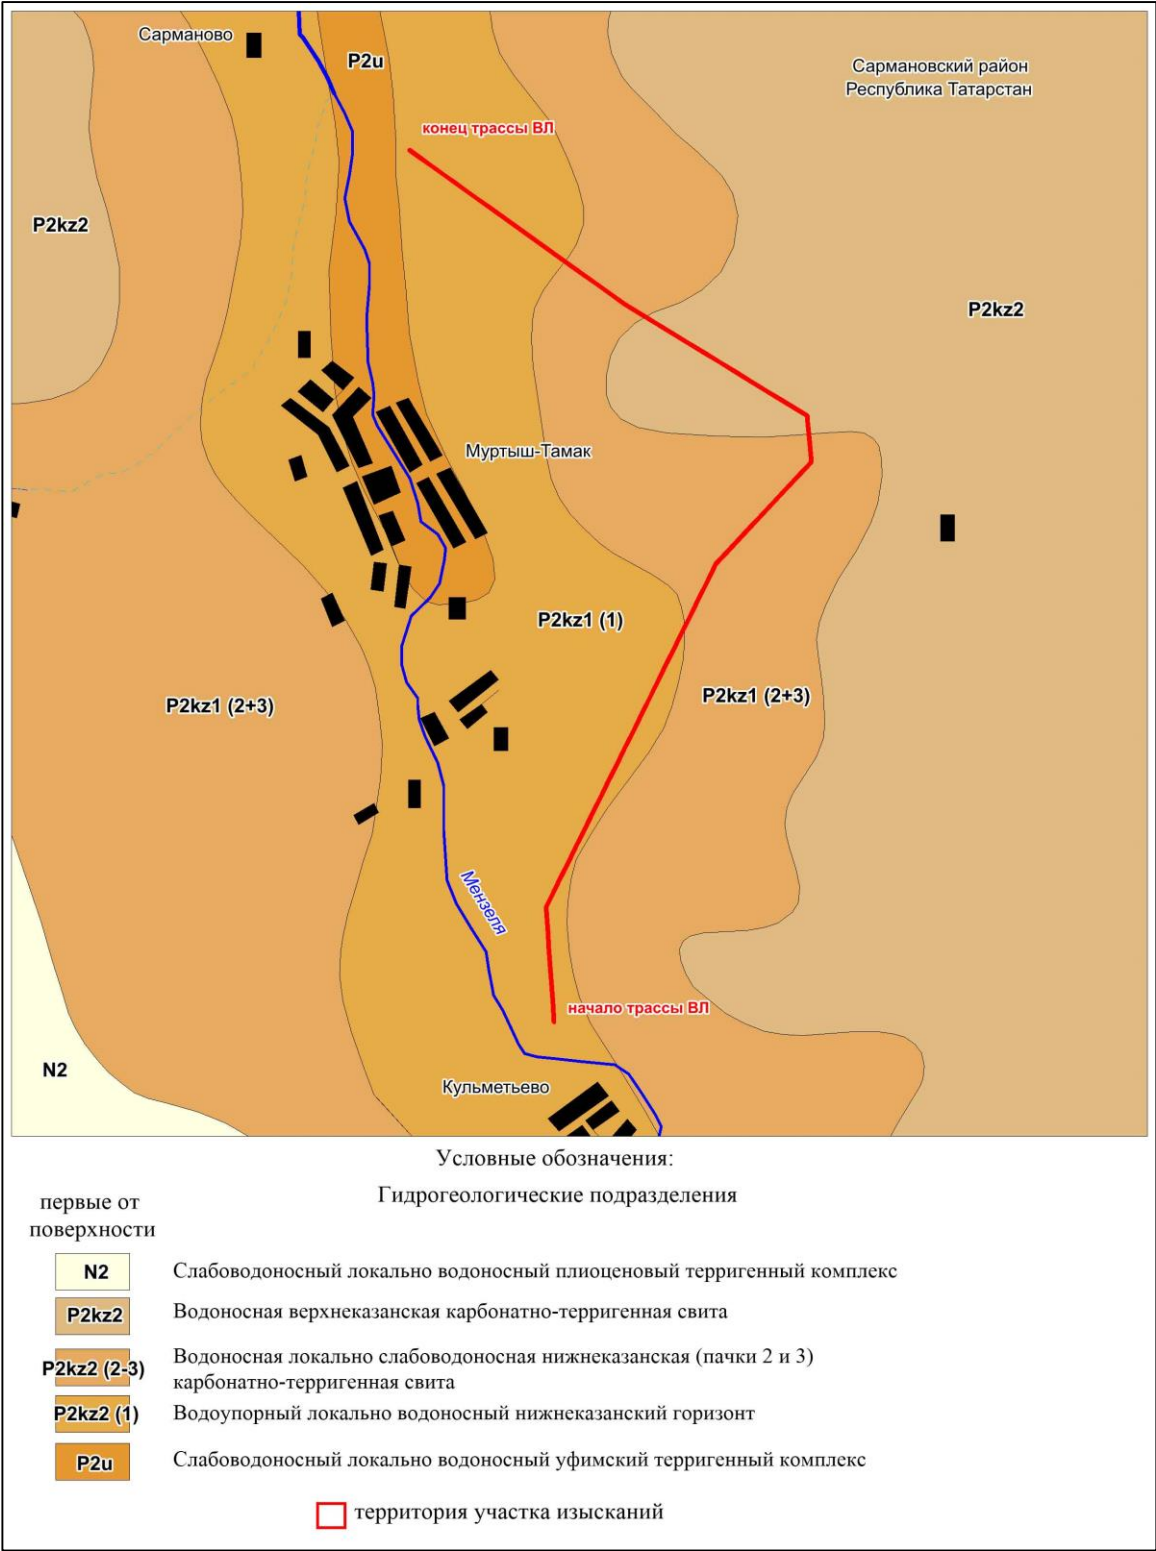 Сарманово
P2u
Сармановский район
Республика Татарстан
конец трассы ВЛ
P2kz2
P2kz2
Муртыш-Тамак
P2kz1 (1)
P2kz1 (2+3)
P2kz1 (2+3)
Мензеля
начало трассы ВЛ
N2
Кульметьево
Условные обозначения:
Гидрогеологические подразделения
первые от
поверхности
N2 Слабоводоносный локально водоносный плиоценовый терригенный комплекс
P2kz2 Водоносная верхнеказанская карбонатно-терригенная свита
P2kz2 (2-3) Водоносная локально слабоводоносная нижнеказанская (пачки 2 и 3)
карбонатно-терригенная свита
P2kz2 (1) Водоупорный локально водоносный нижнеказанский горизонт
P2u Слабоводоносный локально водоносный уфимский терригенный комплекс
территория участка изысканий